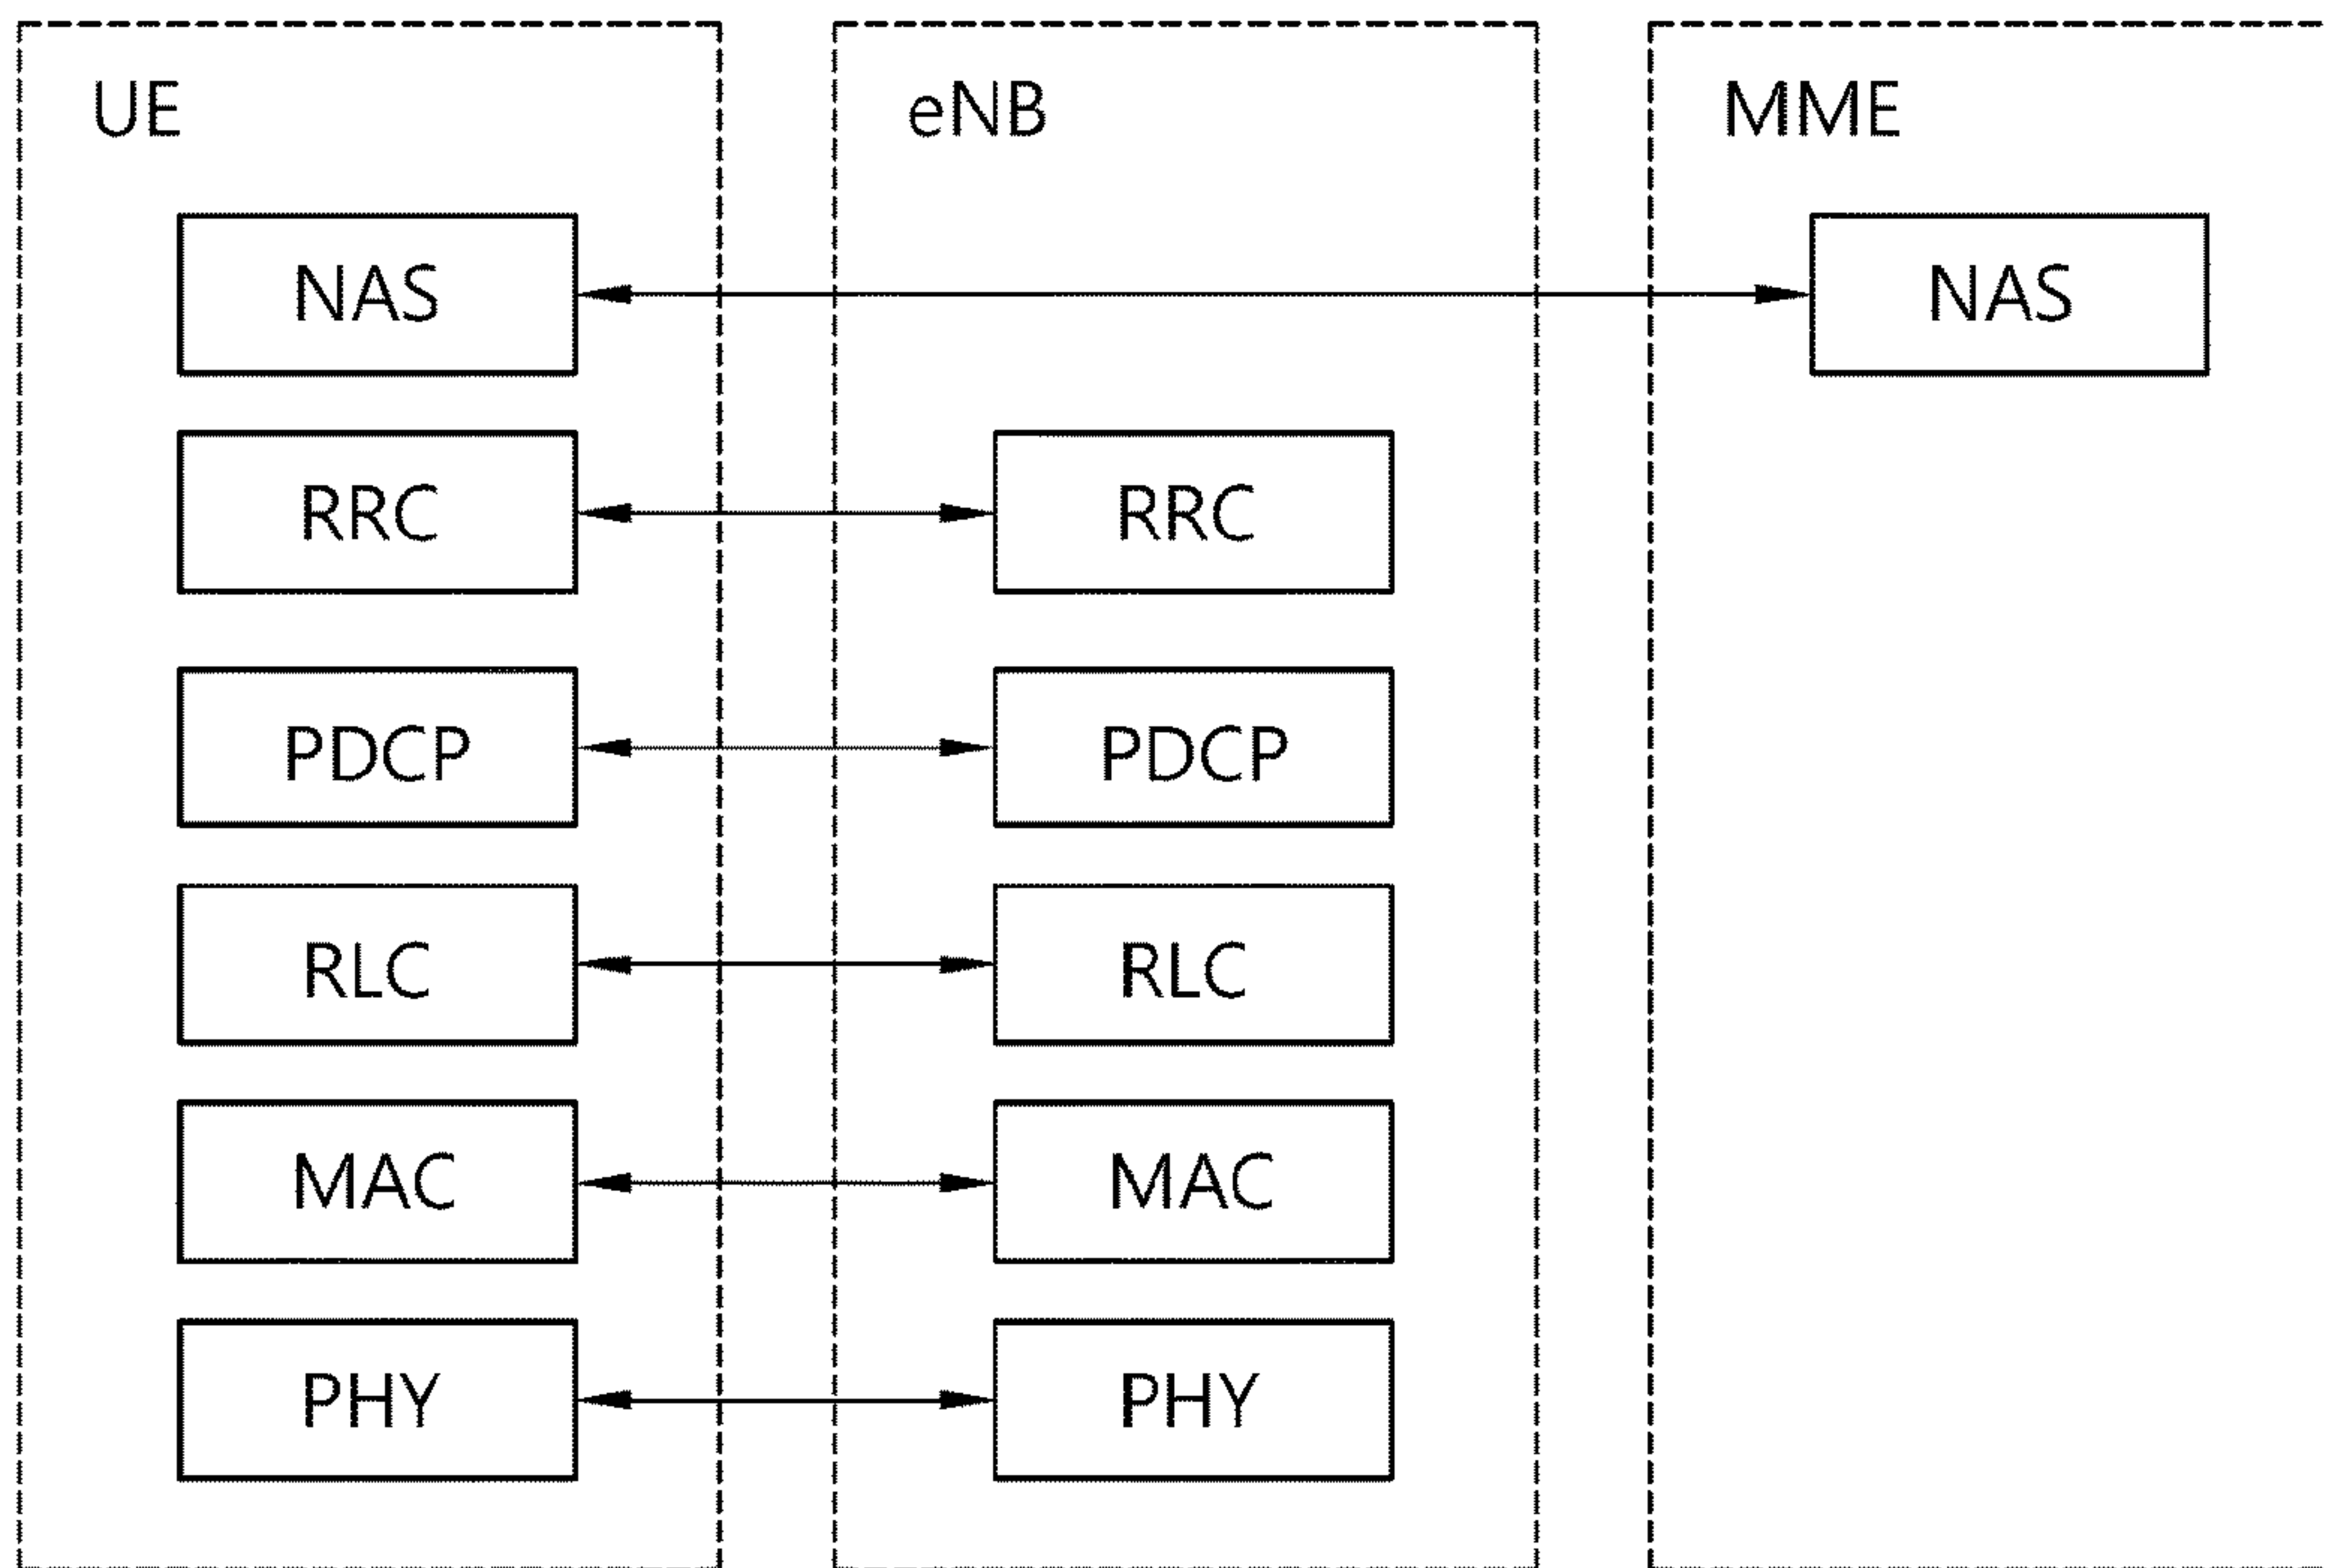 UE eNB MME
NAS NAS
RRC RRC
PDCP PDCP
RLC RLC
MAC MAC
PHY PHY